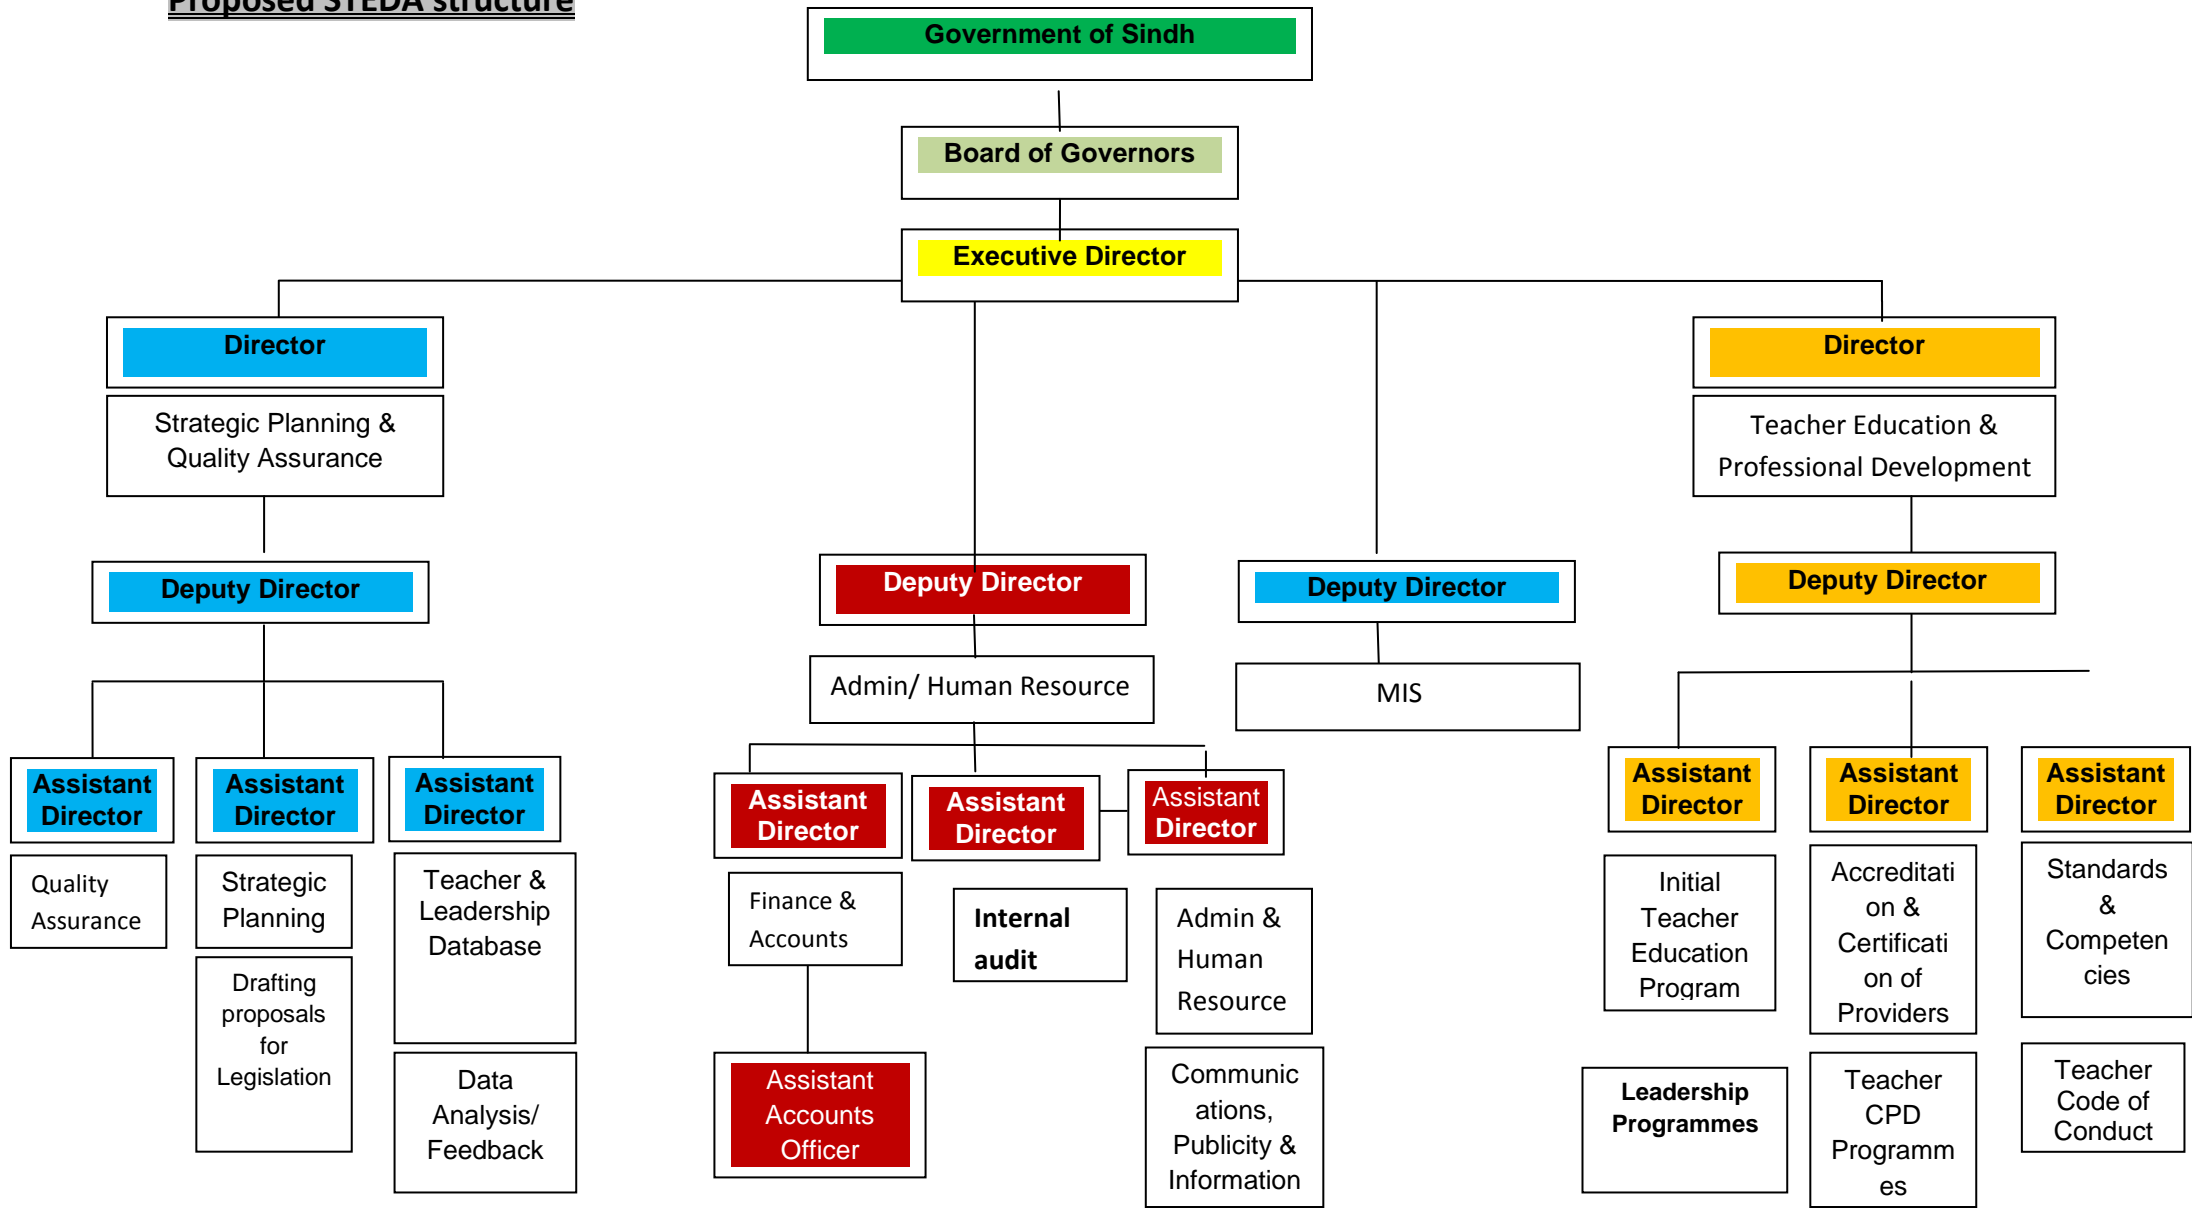 Proposed STEDA structure
Government of Sindh
Board of Governors
Executive Director
Director
Strategic Planning &
Quality Assurance
Director
Teacher Education &
Professional Development
Deputy Director
Deputy Director
Admin/ Human Resource
Deputy Director
MIS
Deputy Director
Assistant
Director
Quality
Assurance
Assistant
Director
Strategic
Planning
Drafting
proposals
for
Legislation
Assistant
Director
Teacher &
Leadership
Database
Data
Analysis/
Feedback
Assistant
Director
Finance &
Accounts
Assistant
Accounts
Officer
Assistant
Director
Internal
audit
Assistant
Director
Admin &
Human
Resource
Communic
ations,
Publicity &
Information
Assistant
Director
Initial
Teacher
Education
Program
Leadership
Programmes
Assistant
Director
Accreditati
on &
Certificati
on of
Providers
Teacher
CPD
Programm
es
Assistant
Director
Standards
&
Competen
cies
Teacher
Code of
Conduct